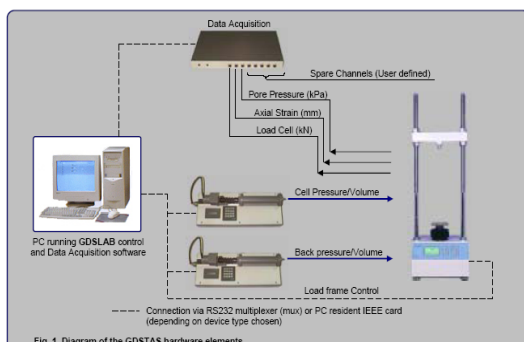 Data Acquisition
Spare Channels (User defined)
Pore Pressure (kPa)
Axial Strain (mm)
Load Cell (kN)
Cell Pressure/Volume
PC running GDSLAB control
and Data Acquisition software
Back pressure/Volume
Load frame Control
Connection via RS232 multiplexer (mux) or PC resident IEEE card
(depending on device type chosen)
Fig. 1 Diagram of the GDSTAS hardware elements